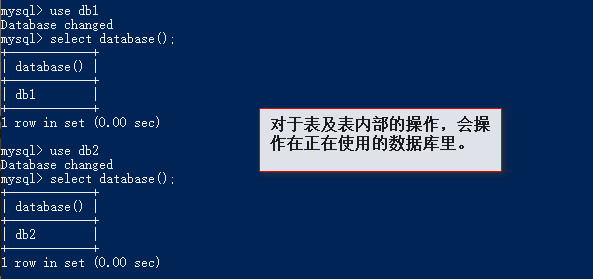 mysql> use db1
Database changed
mysql> select database();
+------------+
| database() |
+------------+
| db1        |
+------------+
1 row in set (0.00 sec)
对于表及表内部的操作，会操
作在正在使用的数据库里。
mysql> use db2
Database changed
mysql> select database();
+------------+
| database() |
+------------+
| db2        |
+------------+
1 row in set (0.00 sec)